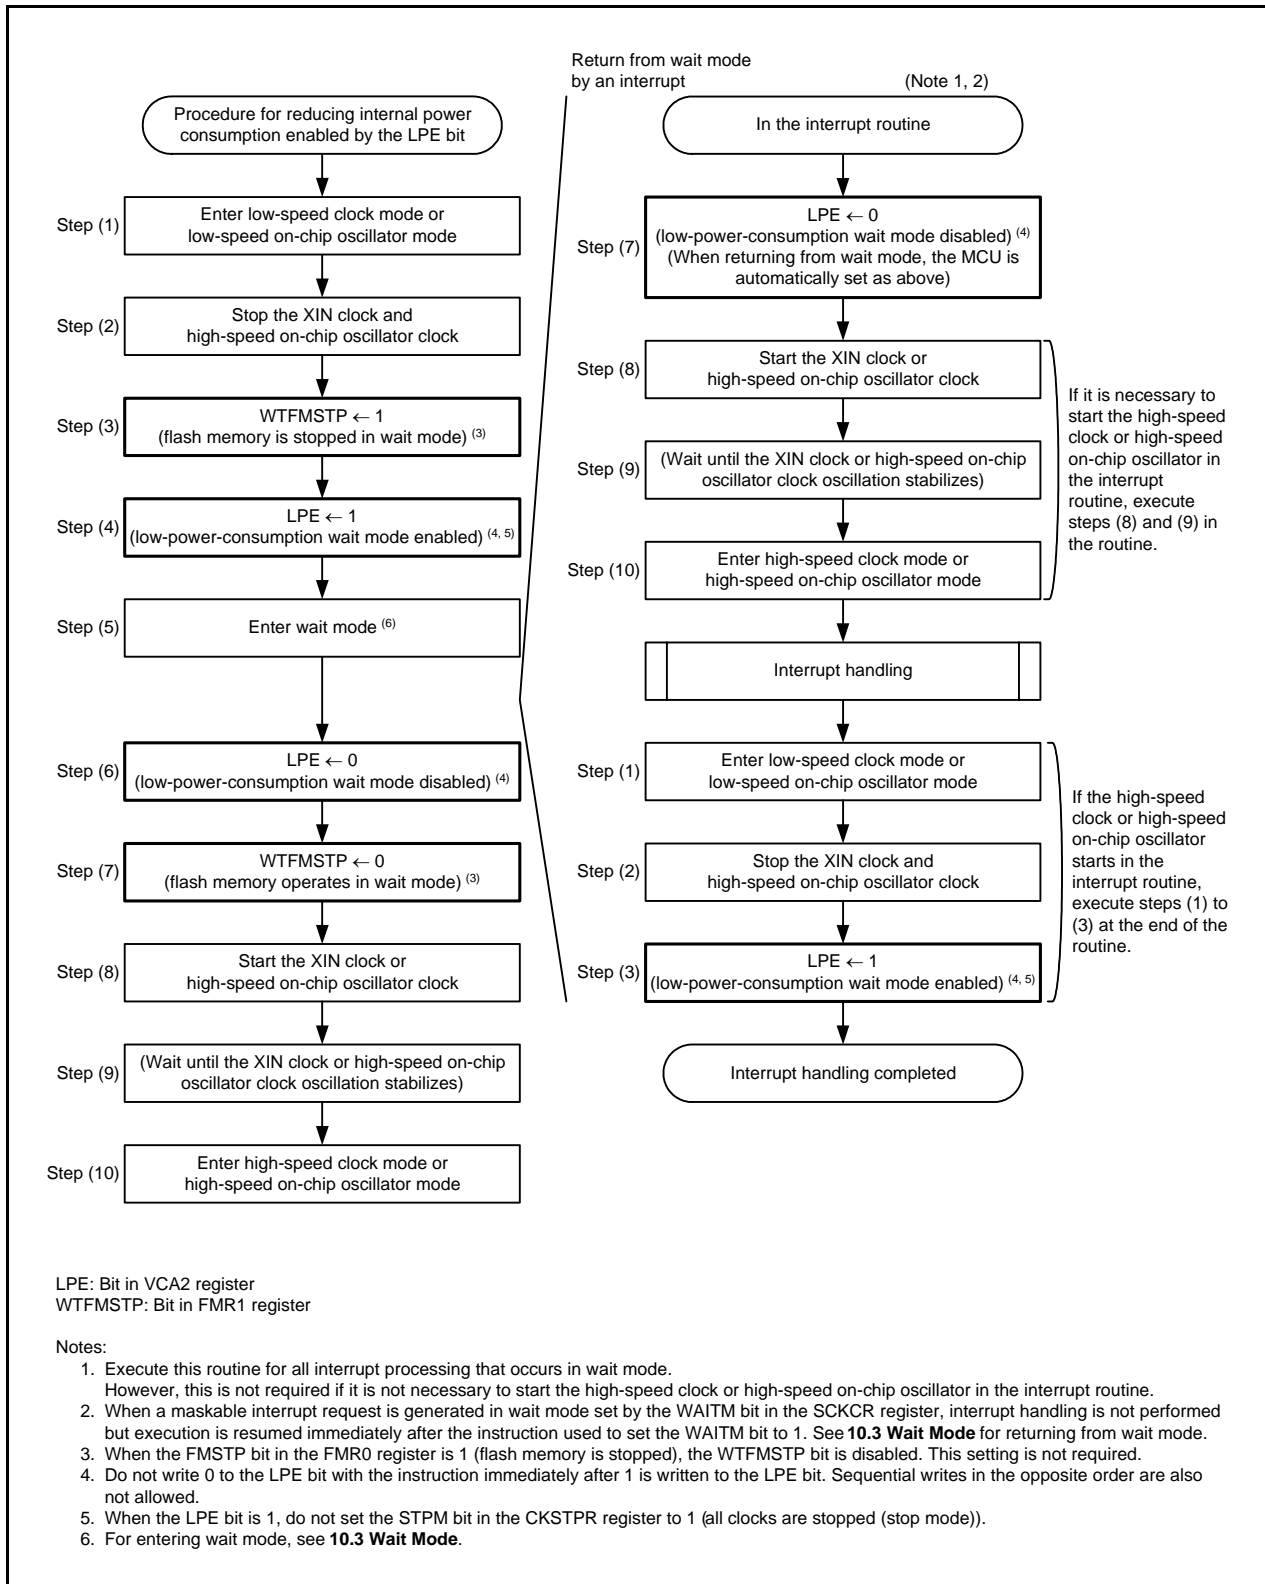 Procedure for reducing internal power
consumption enabled by the LPE bit
Step (1)
Enter low-speed clock mode or
low-speed on-chip oscillator mode
Step (2)
Stop the XIN clock and
high-speed on-chip oscillator clock
Step (3)
WTFMSTP ← 1
(flash memory is stopped in wait mode) (3)
Step (4)
LPE ← 1
(low-power-consumption wait mode enabled) (4, 5)
Step (5)
Enter wait mode (6)
Step (6)
LPE ← 0
(low-power-consumption wait mode disabled) (4)
Step (7)
WTFMSTP ← 0
(flash memory operates in wait mode) (3)
Step (8)
Start the XIN clock or
high-speed on-chip oscillator clock
Step (9)
(Wait until the XIN clock or high-speed on-chip
oscillator clock oscillation stabilizes)
Step (10)
Enter high-speed clock mode or
high-speed on-chip oscillator mode
Return from wait mode
by an interrupt
(Note 1, 2)
In the interrupt routine
Step (7)
LPE ← 0
(low-power-consumption wait mode disabled) (4)
(When returning from wait mode, the MCU is
automatically set as above)
Step (8)
Start the XIN clock or
high-speed on-chip oscillator clock
Step (9)
(Wait until the XIN clock or high-speed on-chip
oscillator clock oscillation stabilizes)
Step (10)
Enter high-speed clock mode or
high-speed on-chip oscillator mode
If it is necessary to
start the high-speed
clock or high-speed
on-chip oscillator in
the interrupt
routine, execute
steps (8) and (9) in
the routine.
Interrupt handling
Step (1)
Enter low-speed clock mode or
low-speed on-chip oscillator mode
Step (2)
Stop the XIN clock and
high-speed on-chip oscillator clock
Step (3)
LPE ← 1
(low-power-consumption wait mode enabled) (4, 5)
If the high-speed
clock or high-speed
on-chip oscillator
starts in the
interrupt routine,
execute steps (1) to
(3) at the end of the
routine.
Interrupt handling completed
LPE: Bit in VCA2 register
WTFMSTP: Bit in FMR1 register
Notes:
1. Execute this routine for all interrupt processing that occurs in wait mode.
However, this is not required if it is not necessary to start the high-speed clock or high-speed on-chip oscillator in the interrupt routine.
2. When a maskable interrupt request is generated in wait mode set by the WAITM bit in the SCKCR register, interrupt handling is not performed
but execution is resumed immediately after the instruction used to set the WAITM bit to 1. See 10.3 Wait Mode for returning from wait mode.
3. When the FMSTP bit in the FMR0 register is 1 (flash memory is stopped), the WTFMSTP bit is disabled. This setting is not required.
4. Do not write 0 to the LPE bit with the instruction immediately after 1 is written to the LPE bit. Sequential writes in the opposite order are also
not allowed.
5. When the LPE bit is 1, do not set the STPM bit in the CKSTPR register to 1 (all clocks are stopped (stop mode)).
6. For entering wait mode, see 10.3 Wait Mode.